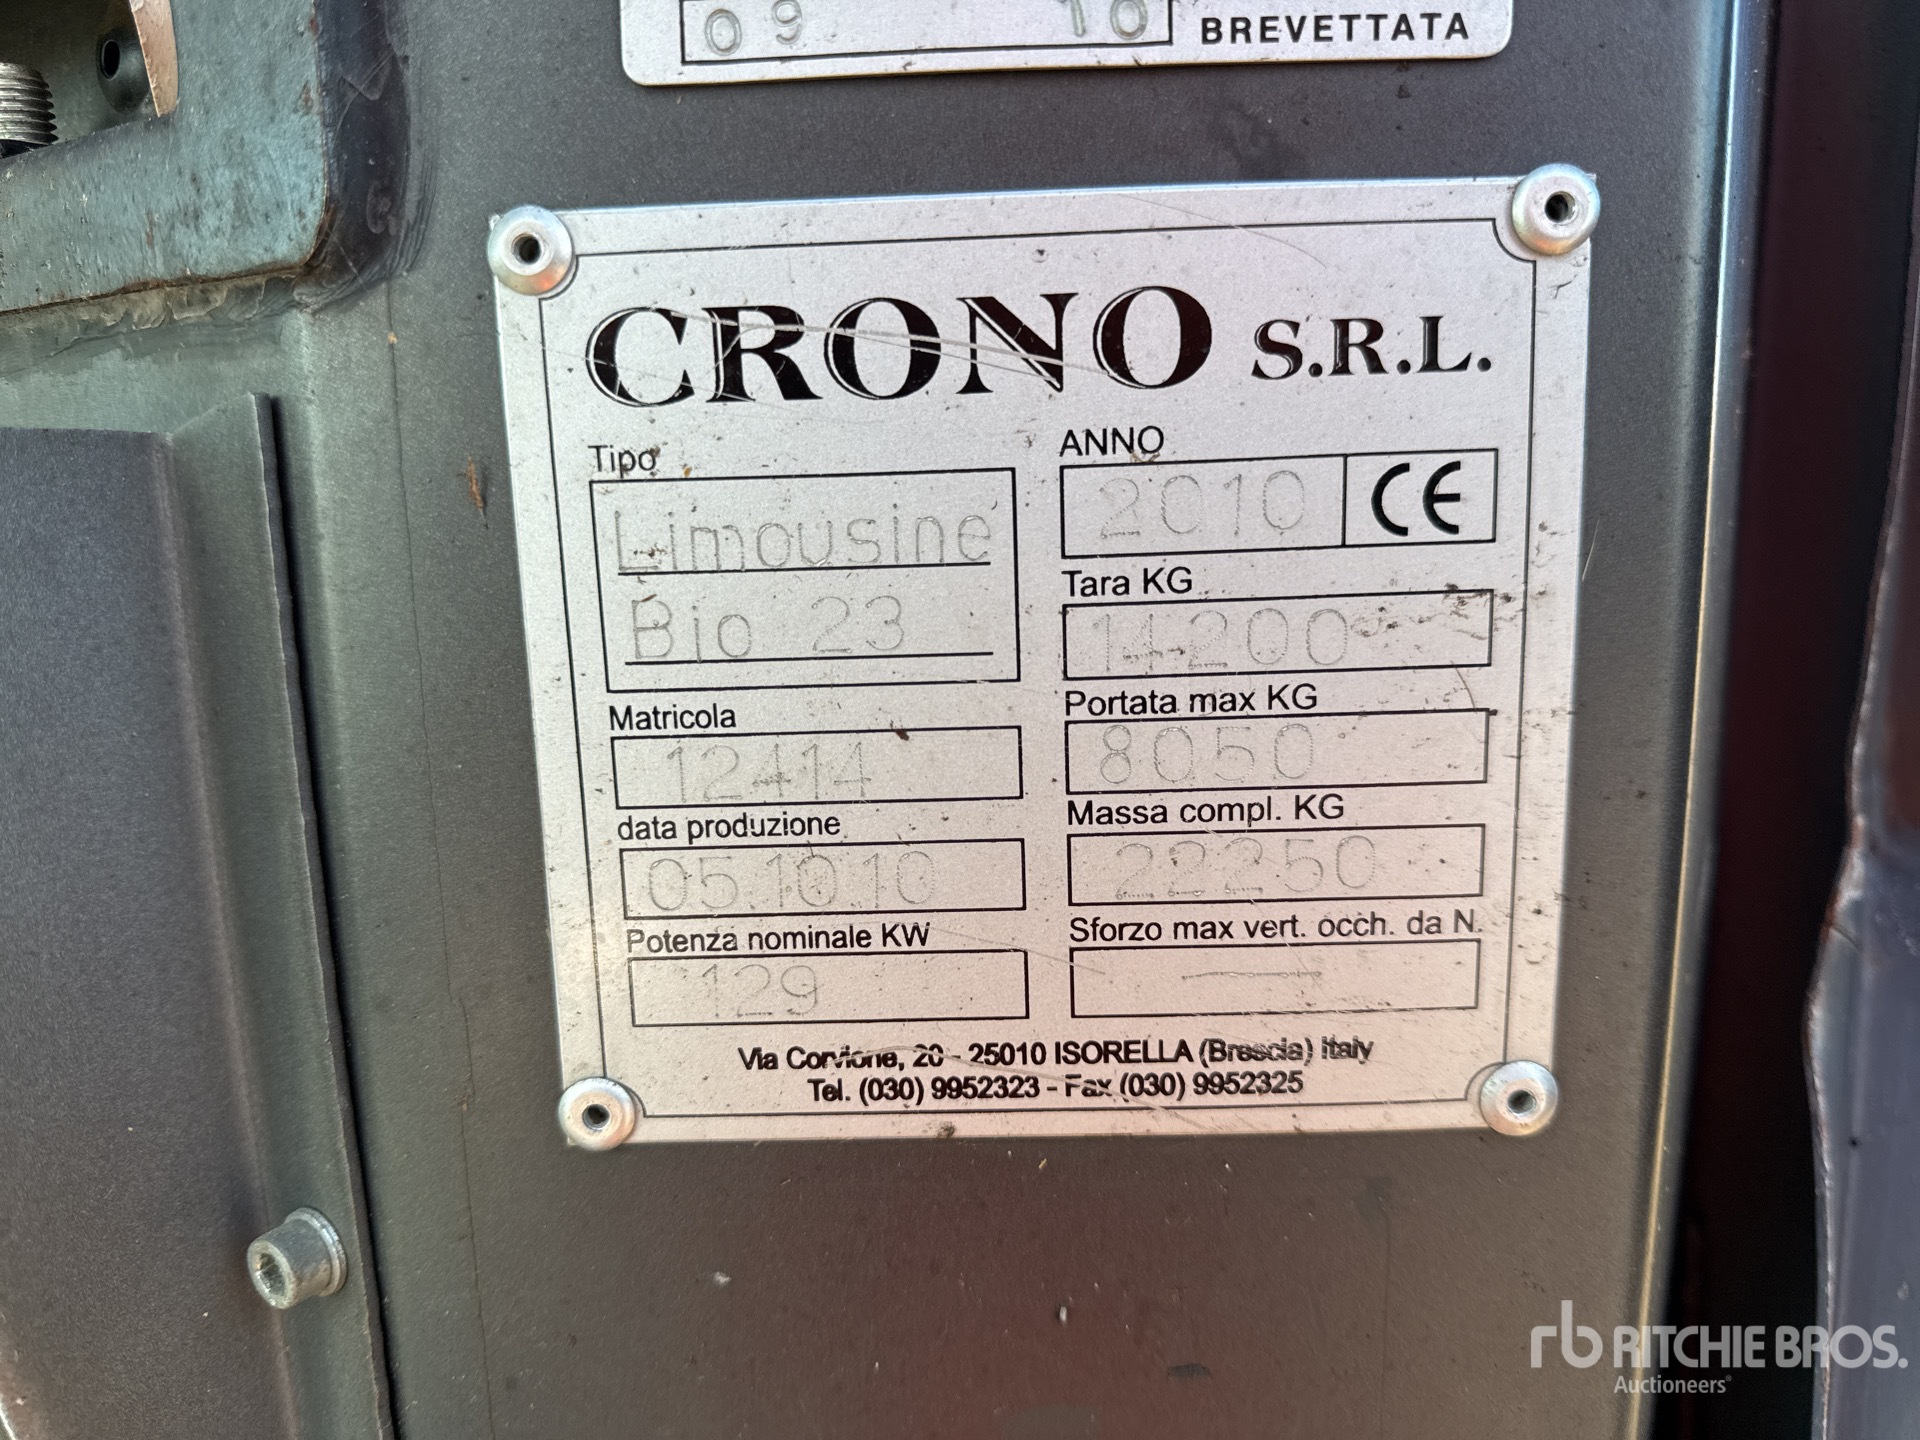 09 10 BREVETTATA
CRONO S.R.L.
Tipo
Limousine
Bio 23
ANNO
2010 CE
Tara KG
14200
Matricola
12414
Portata max KG
8050
data produzione
05.10.10
Massa compl. KG
22250
Potenza nominale KW
129
Sforzo max vert. occh. da N.
—
Via Corvione, 20 - 25010 ISORELLA (Brescia) Italy
Tel. (030) 9952323 - Fax (030) 9952325
rb RITCHIE BROS.
Auctioneers